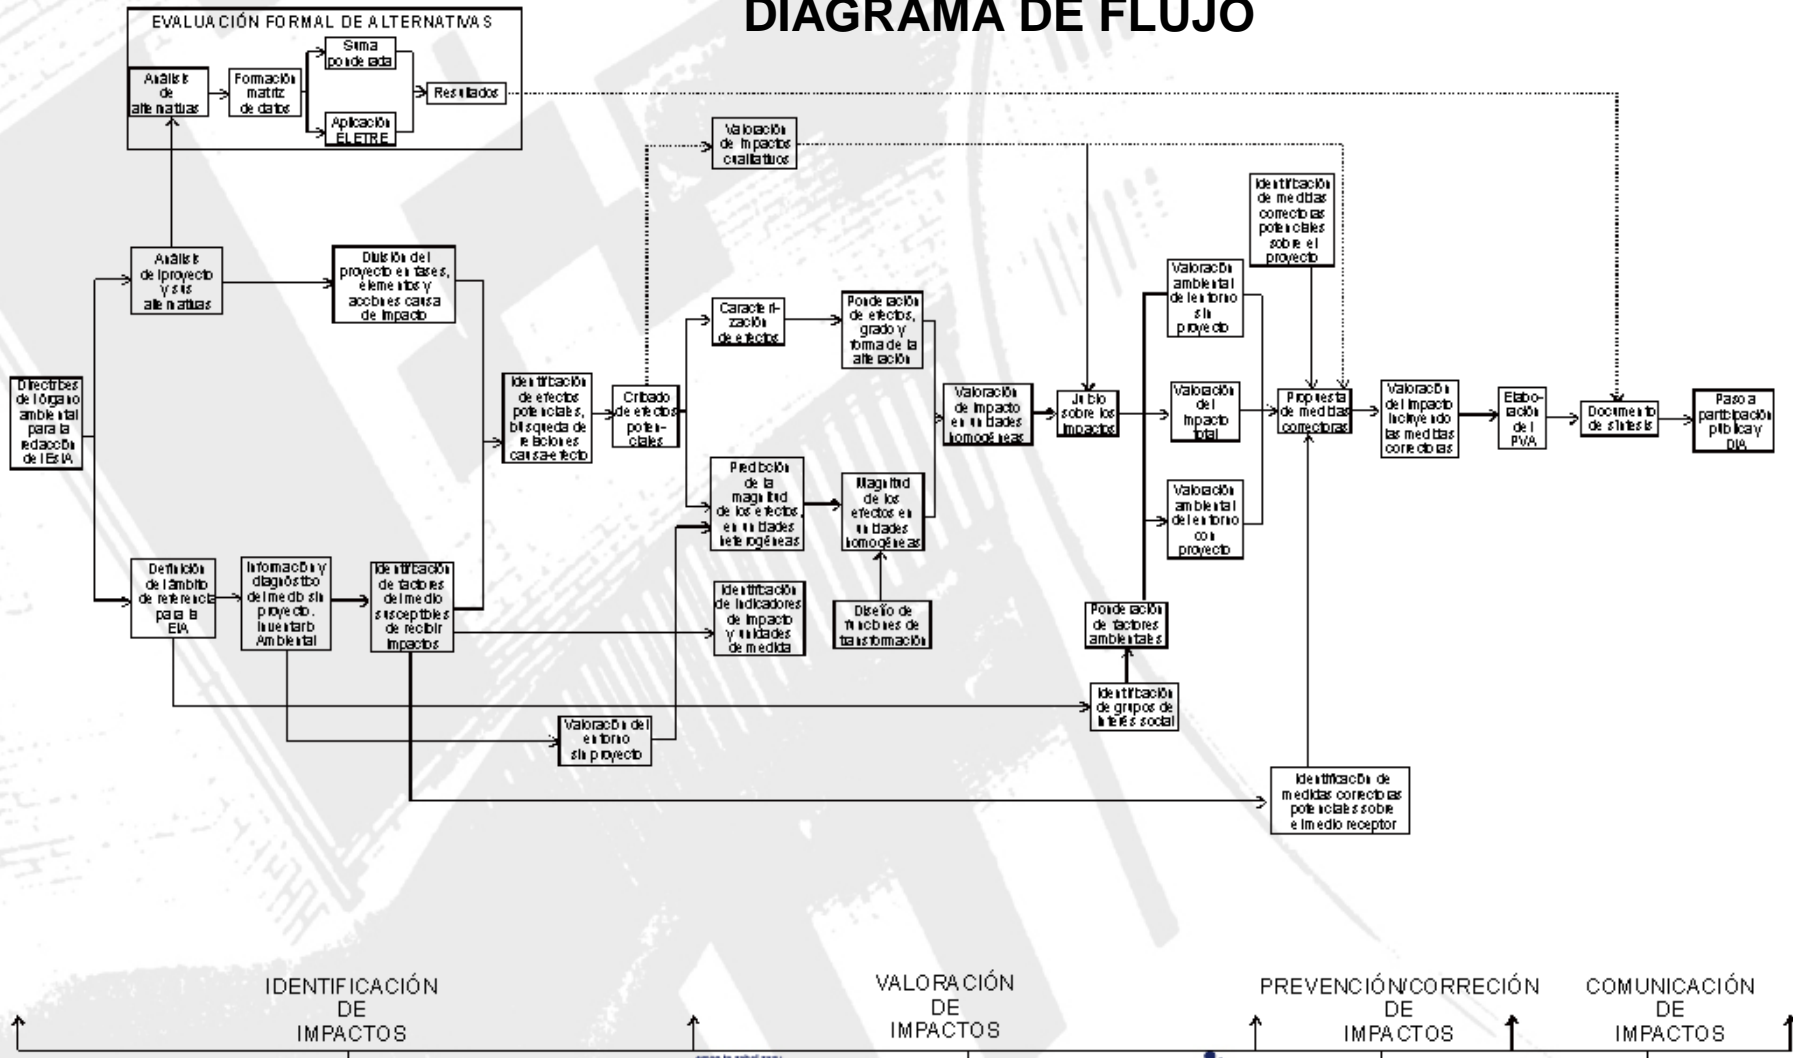 DIAGRAMA DE FLUJO
EVALUACIÓN FORMAL DE ALTERNATIVAS
Análisis
de
alternativas
Formación
matriz
de datos
Suma
ponderada
Aplicación
ELETRE
Resultados
Valoración
de impactos
cualitativos
Identificación
de medidas
correctoras
potenciales
sobre el
proyecto
Análisis
del proyecto
y sus
alternativas
División del
proyecto en fases,
elementos y
acciones causa
de impacto
Valoración
ambiental
del entorno
sin
proyecto
Caracteri-
zación
de efectos
Ponderación
de efectos,
grado y
forma de la
alteración
Directrices
del órgano
ambiental
para la
redacción
del EsIA
Identificación
de efectos
potenciales,
búsqueda de
relaciones
causa-efecto
Cribado
de efectos
poten-
ciales
Valoración
de impacto
en unidades
homogéneas
Juicio
sobre los
impactos
Valoración
del
impacto
total
Propuesta
de medidas
correctoras
Valoración
del impacto
incluyendo
las medidas
correctoras
Elabo-
ración
del
PVA
Documento
de síntesis
Paso a
participación
pública y
DIA
Predicción
de la
magnitud
de los efectos,
en unidades
heterogéneas
Magnitud
de los
efectos en
unidades
homogéneas
Valoración
ambiental
del entorno
con
proyecto
Definición
del ámbito
de referencia
para la
EIA
Información y
diagnóstico
del medio sin
proyecto.
Inventario
Ambiental
Identificación
de factores
del medio
susceptibles
de recibir
impactos
Identificación
de indicadores
de impacto
y unidades
de medida
Diseño de
funciones de
transformación
Ponderación
de factores
ambientales
Identificación
de grupos de
interés social
Valoración del
entorno
sin proyecto
Identificación de
medidas correctoras
potenciales sobre
el medio receptor
IDENTIFICACIÓN
DE
IMPACTOS
VALORACIÓN
DE
IMPACTOS
PREVENCIÓN/CORRECIÓN
DE
IMPACTOS
COMUNICACIÓN
DE
IMPACTOS